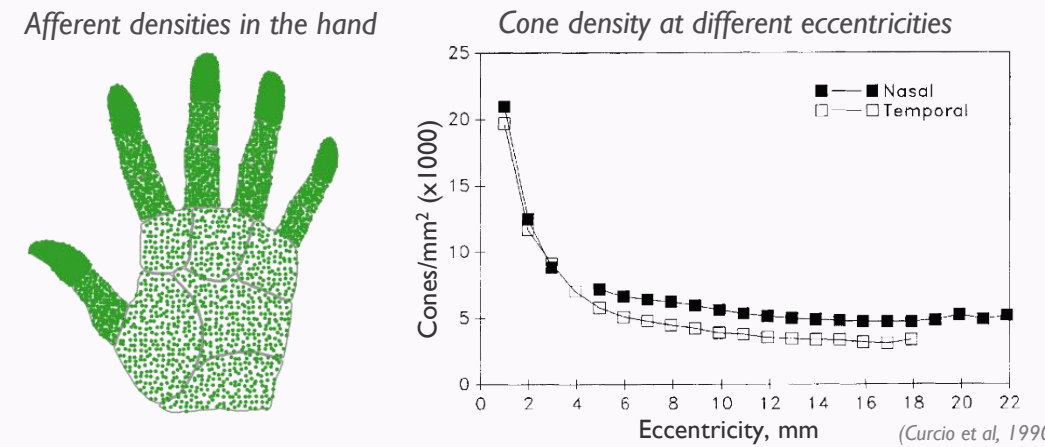 Afferent densities in the hand
Cone density at different eccentricities
25
20
15
10
5
0
Cones/mm² (x1000)
Nasal
Temporal
0 2 4 6 8 10 12 14 16 18 20 22
Eccentricity, mm
(Curcio et al, 1990